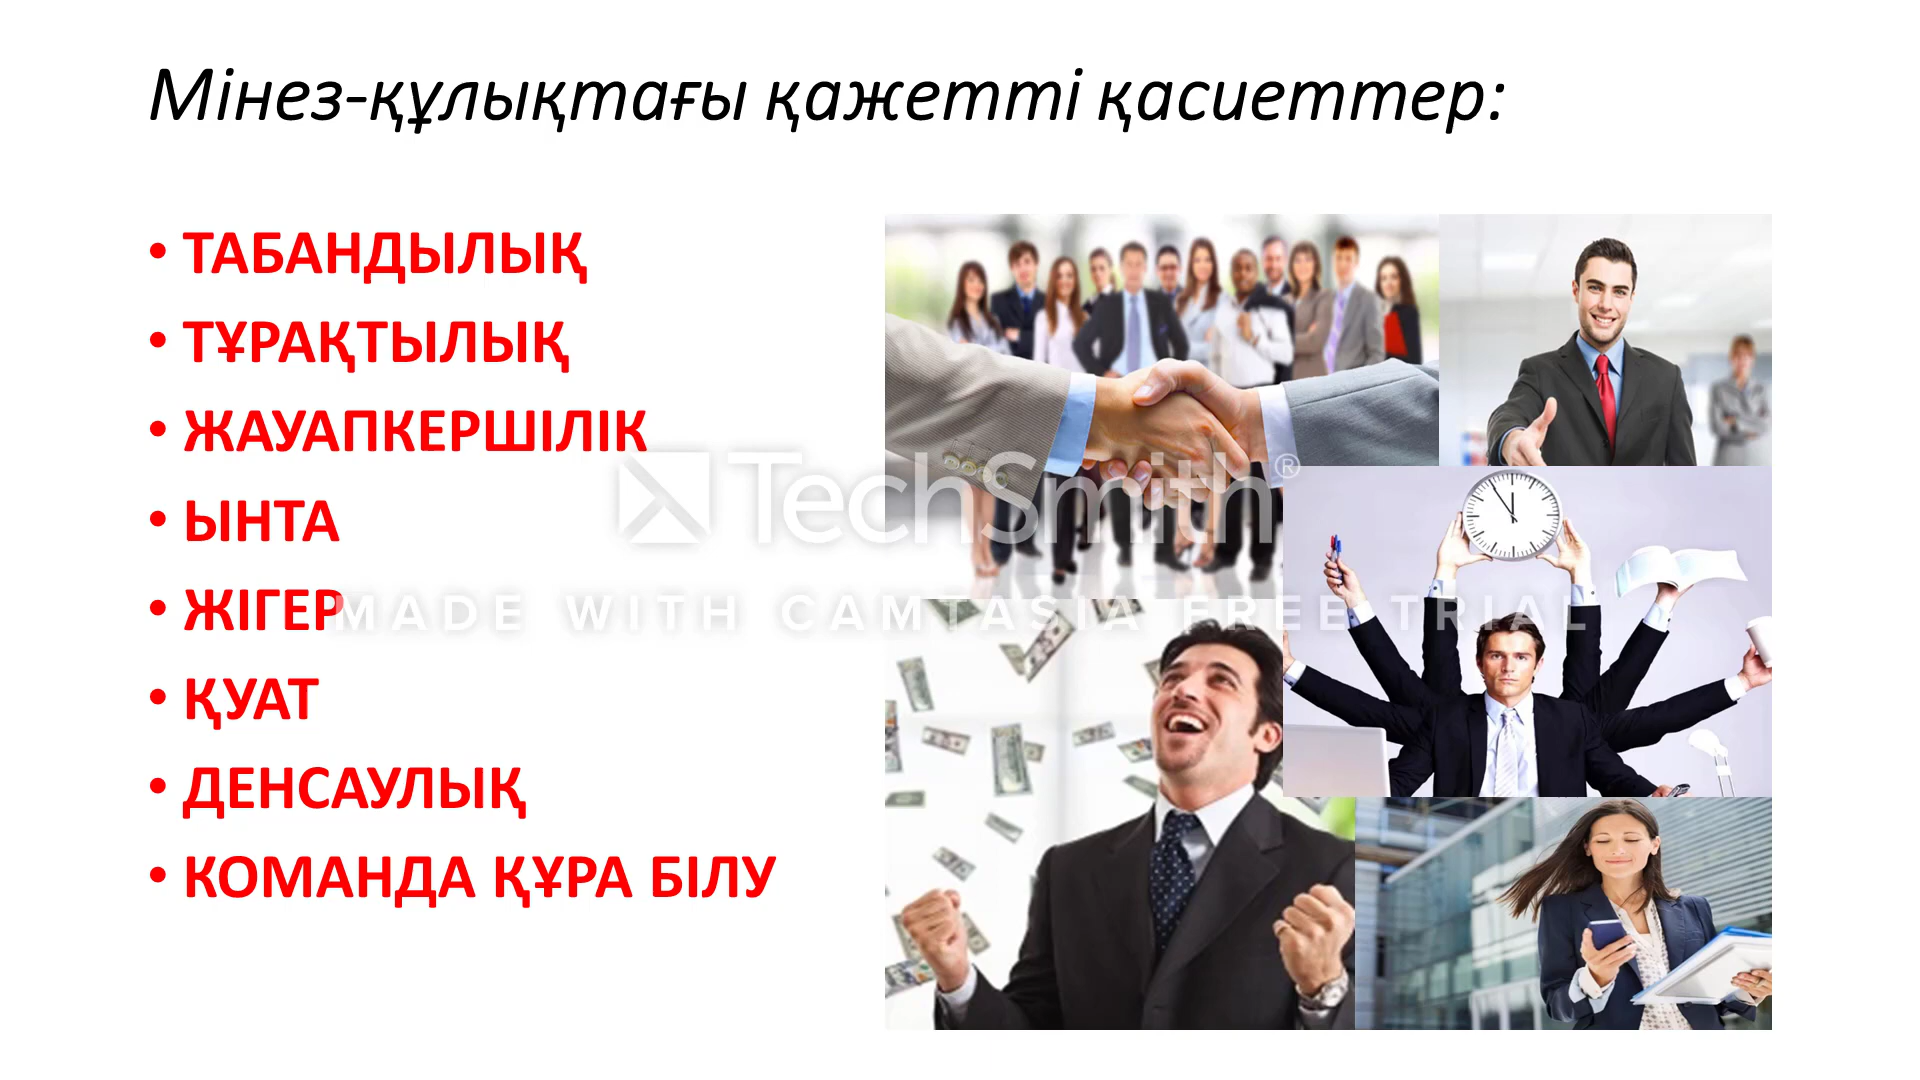 Мінез-құлықтағы қажетті қасиеттер:
• ТАБАНДЫЛЫҚ
• ТҰРАҚТЫЛЫҚ
• ЖАУАПКЕРШІЛІК
• ЫНТА
• ЖІГЕР
• ҚУАТ
• ДЕНСАУЛЫҚ
• КОМАНДА ҚҰРА БІЛУ
TechSmith®
MADE WITH CAMTASIA FREE TRIAL